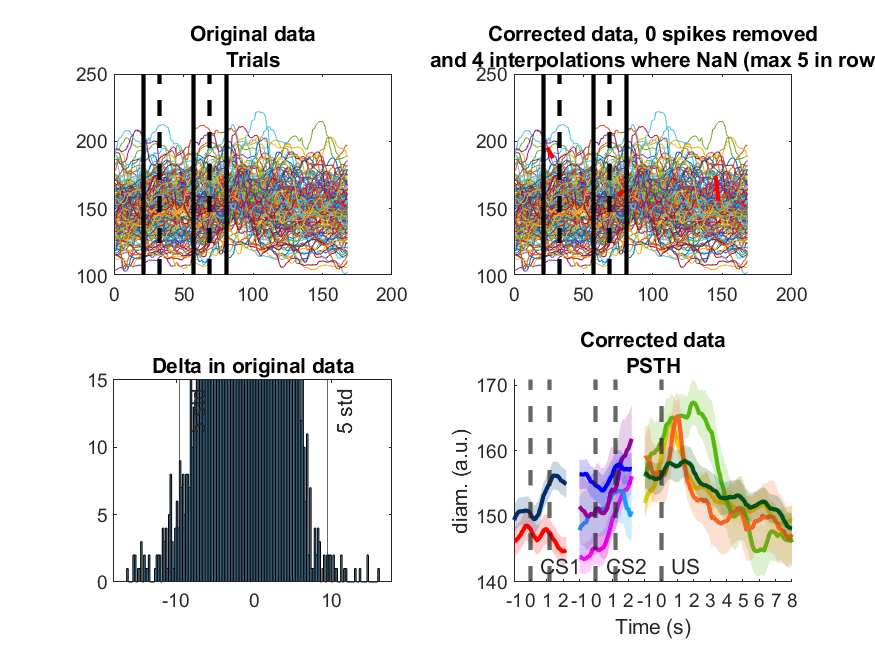 Original data
Trials
250
200
150
100
0 50 100 150 200
Corrected data, 0 spikes removed
and 4 interpolations where NaN (max 5 in row
250
200
150
100
0 50 100 150 200
Delta in original data
15
10
5
0
-10 0 10
5 std
5 std
Corrected data
PSTH
170
160
150
140
diam. (a.u.)
CS1 CS2 US
-1 0 1 2 -1 0 1 2 -1 0 1 2 3 4 5 6 7 8
Time (s)